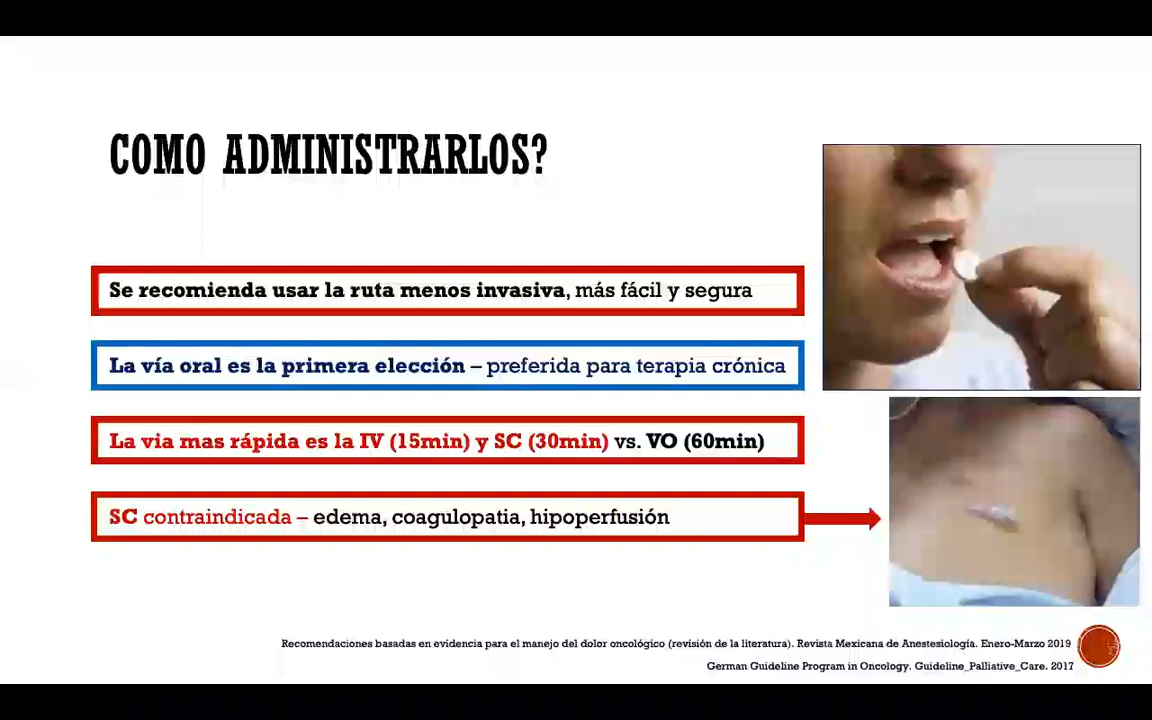 COMO ADMINISTRARLOS?
Se recomienda usar la ruta menos invasiva, más fácil y segura
La vía oral es la primera elección – preferida para terapia crónica
La via mas rápida es la IV (15min) y SC (30min) vs. VO (60min)
SC contraindicada – edema, coagulopatia, hipoperfusión
Recomendaciones basadas en evidencia para el manejo del dolor oncológico (revisión de la literatura). Revista Mexicana de Anestesiología. Enero-Marzo 2019
German Guideline Program in Oncology. Guideline_Palliative_Care. 2017